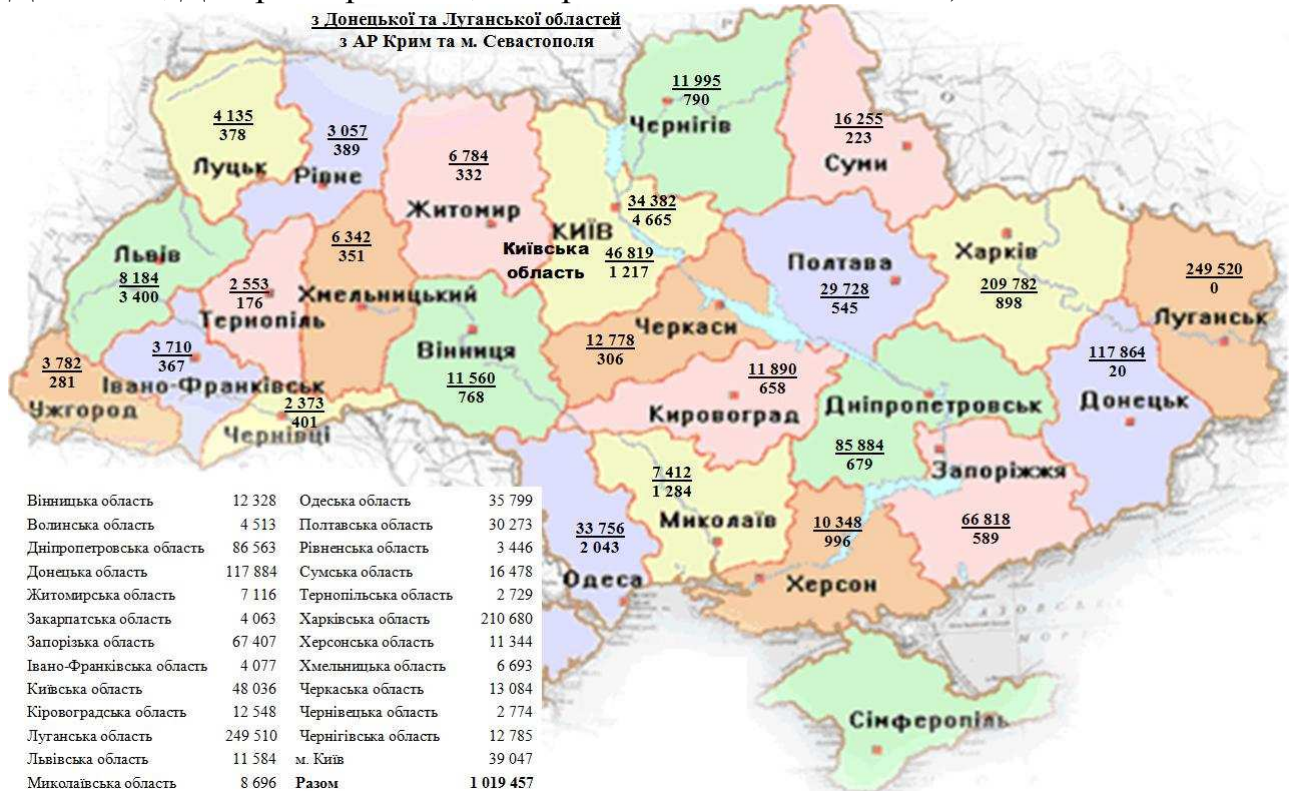 з Донецької та Луганської областей
з АР Крим та м. Севастополя
11 995
790
Чернігів
16 255
223
Суми
4 135
378
Луцьк
3 057
389
Рівне
6 784
332
Житомир
34 382
4 665
КИЇВ
Київська
область
46 819
1 217
Львів
8 184
3 400
2 553
176
Тернопіль
6 342
351
Хмельницький
Полтава
29 728
545
Харків
209 782
898
249 520
0
Луганськ
3 782
281
Ужгород
3 710
367
Івано-Франківськ
2 373
401
Чернівці
Вінниця
11 560
768
Черкаси
12 778
306
11 890
658
Кировоград
Дніпропетровськ
85 884
679
117 864
20
Донецьк
Запоріжжя
66 818
589
7 412
1 284
Миколаїв
10 348
996
Херсон
33 756
2 043
Одеса
АЗОВСЬКЕ
МОРЕ
Сімферопіль
Вінницька область 12 328 Одеська область 35 799
Волинська область 4 513 Полтавська область 30 273
Дніпропетровська область 86 563 Рівненська область 3 446
Донецька область 117 884 Сумська область 16 478
Житомирська область 7 116 Тернопільська область 2 729
Закарпатська область 4 063 Харківська область 210 680
Запорізька область 67 407 Херсонська область 11 344
Івано-Франківська область 4 077 Хмельницька область 6 693
Київська область 48 036 Черкаська область 13 084
Кіровоградська область 12 548 Чернівецька область 2 774
Луганська область 249 510 Чернігівська область 12 785
Львівська область 11 584 м. Київ 39 047
Миколаївська область 8 696 Разом 1 019 457